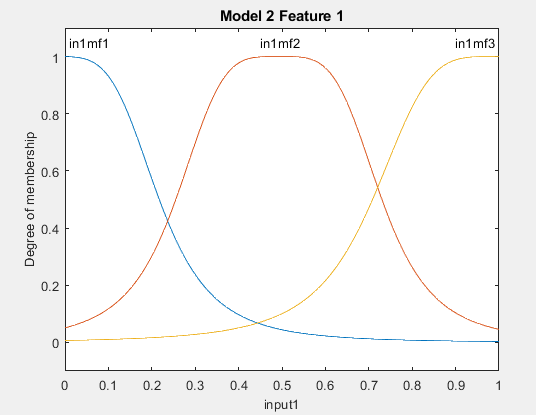 Model 2 Feature 1
in1mf1 in1mf2 in1mf3
1
0.8
0.6
0.4
0.2
0
Degree of membership
0 0.1 0.2 0.3 0.4 0.5 0.6 0.7 0.8 0.9 1
input1